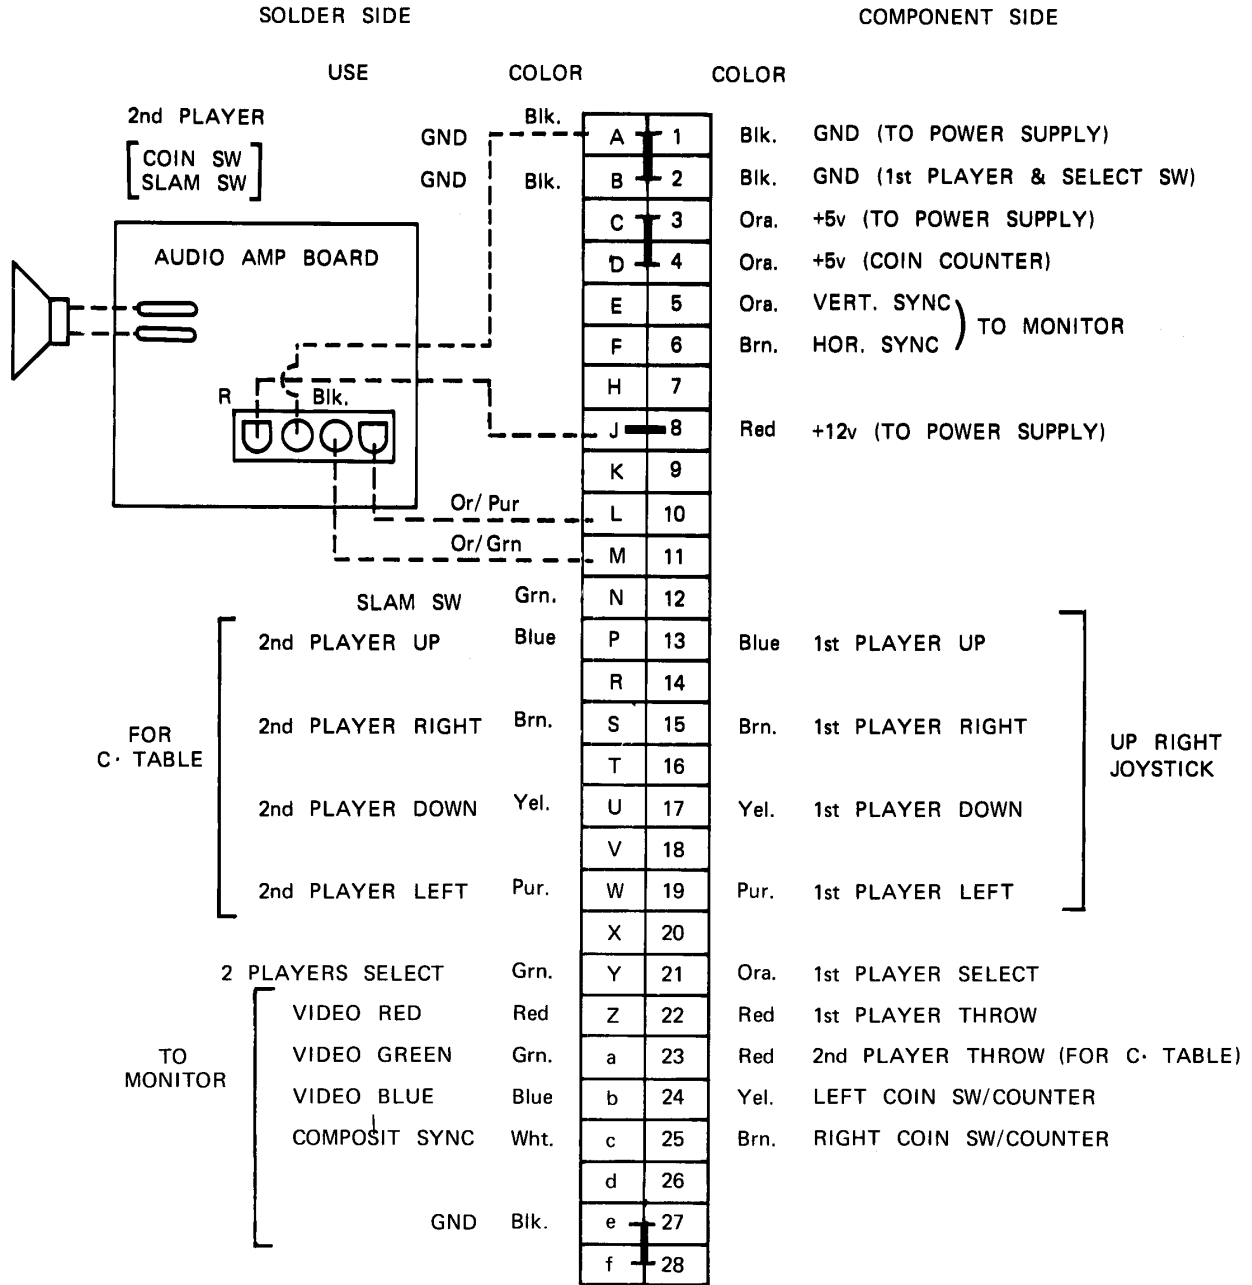 SOLDER SIDE COMPONENT SIDE
USE COLOR COLOR
2nd PLAYER
COIN SW
SLAM SW
AUDIO AMP BOARD
R Blk.
GND Blk. A 1 Blk. GND (TO POWER SUPPLY)
GND Blk. B 2 Blk. GND (1st PLAYER & SELECT SW)
C 3 Ora. +5v (TO POWER SUPPLY)
D 4 Ora. +5v (COIN COUNTER)
E 5 Ora. VERT. SYNC
F 6 Brn. HOR. SYNC
TO MONITOR
H 7
J 8 Red +12v (TO POWER SUPPLY)
K 9
Or/Pur L 10
Or/Grn M 11
SLAM SW Grn. N 12
2nd PLAYER UP Blue P 13 Blue 1st PLAYER UP
R 14
2nd PLAYER RIGHT Brn. S 15 Brn. 1st PLAYER RIGHT
FOR
C· TABLE
UP RIGHT
JOYSTICK
T 16
2nd PLAYER DOWN Yel. U 17 Yel. 1st PLAYER DOWN
V 18
2nd PLAYER LEFT Pur. W 19 Pur. 1st PLAYER LEFT
X 20
2 PLAYERS SELECT Grn. Y 21 Ora. 1st PLAYER SELECT
VIDEO RED Red Z 22 Red 1st PLAYER THROW
TO
MONITOR
VIDEO GREEN Grn. a 23 Red 2nd PLAYER THROW (FOR C· TABLE)
VIDEO BLUE Blue b 24 Yel. LEFT COIN SW/COUNTER
COMPOSIT SYNC Wht. c 25 Brn. RIGHT COIN SW/COUNTER
d 26
GND Blk. e 27
f 28